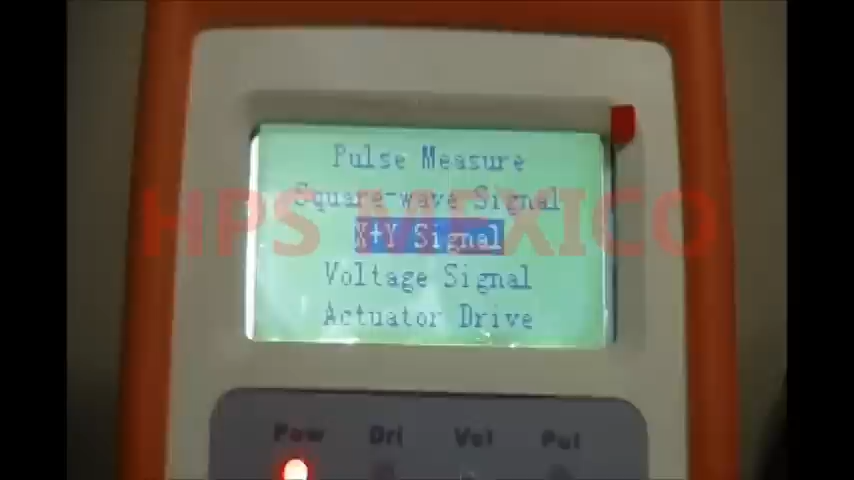 Pulse Measure
Square-wave Signal
HPS MEXICO
X+Y Signal
Voltage Signal
Actuator Drive
Pow Dri Vol Pul